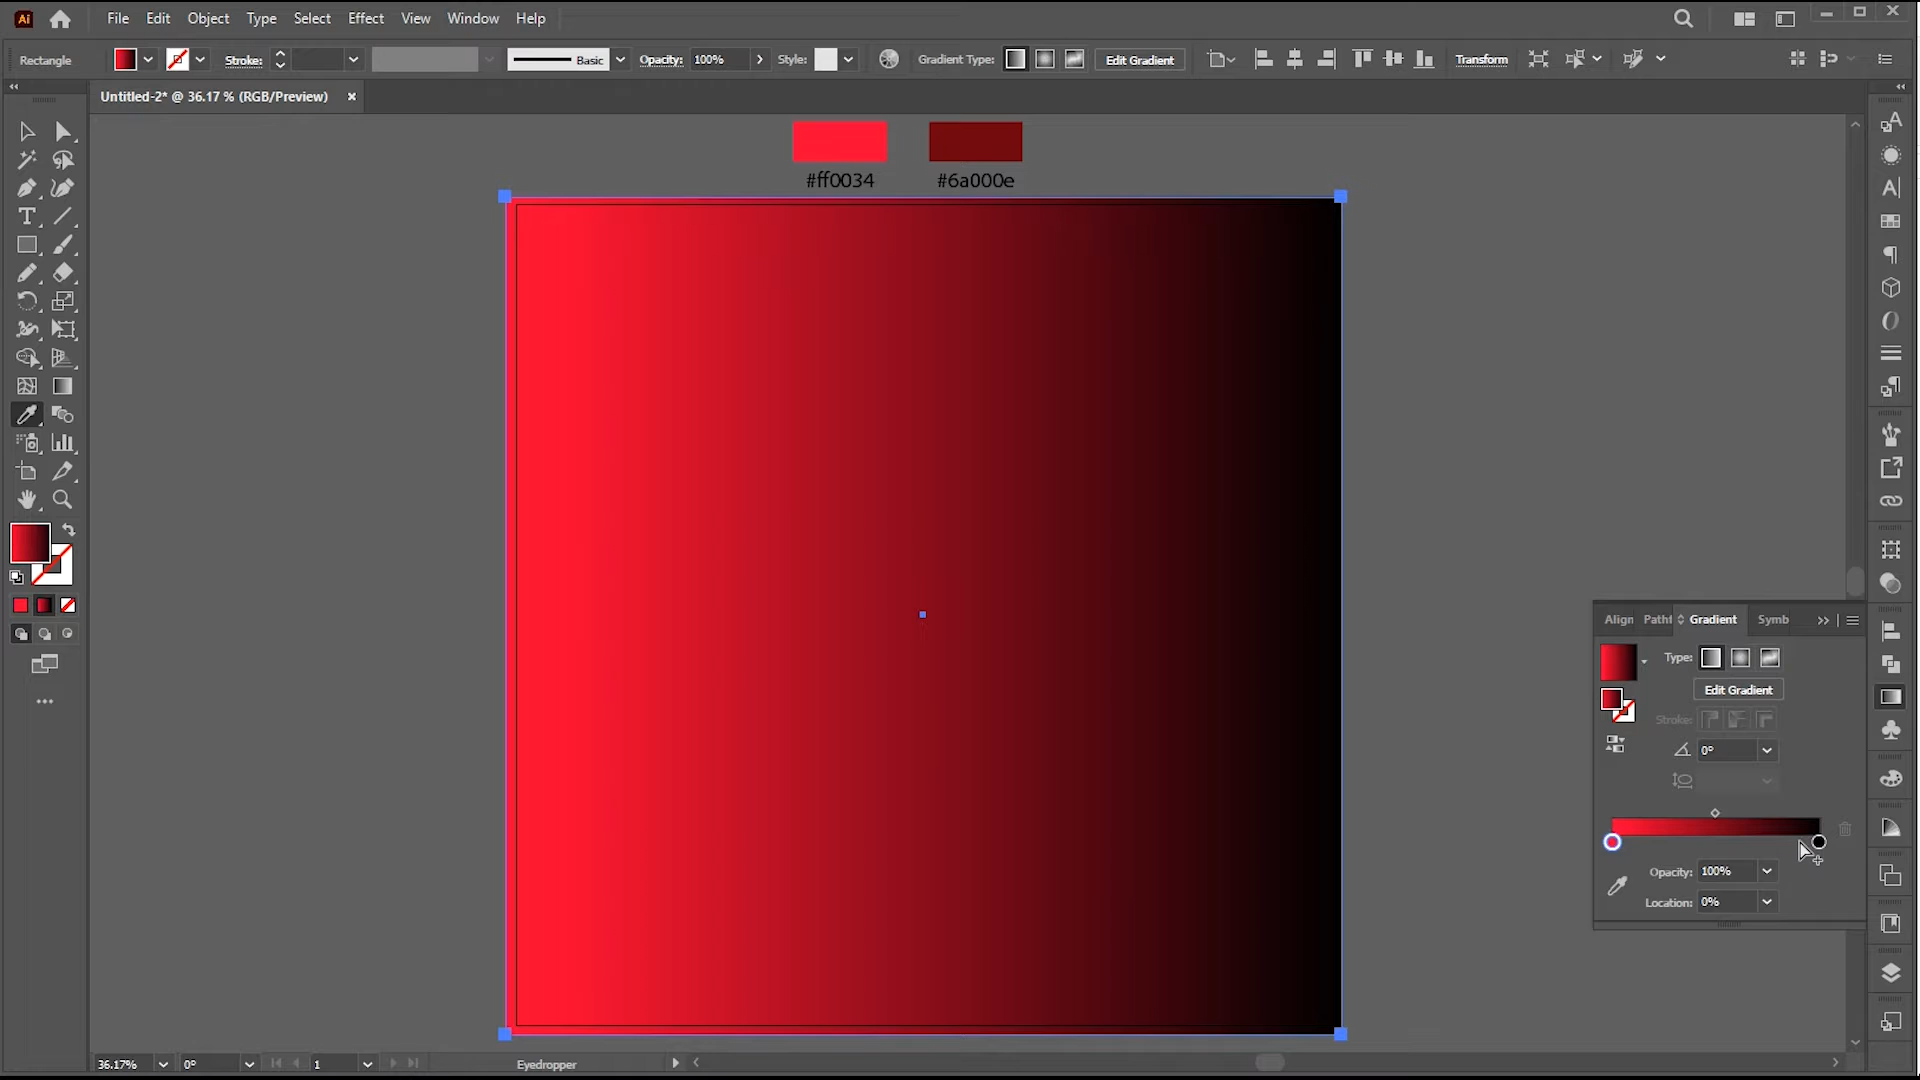 Ai File Edit Object Type Select Effect View Window Help
Rectangle Stroke: Basic Opacity: 100% Style: Gradient Type: Edit Gradient Transform
Untitled-2* @ 36.17 % (RGB/Preview) ×
#ff0034 #6a000e
Align Pathf Gradient Symb
Type:
Edit Gradient
Stroke:
0°
Opacity: 100%
Location: 0%
36.17% 0° 1 Eyedropper